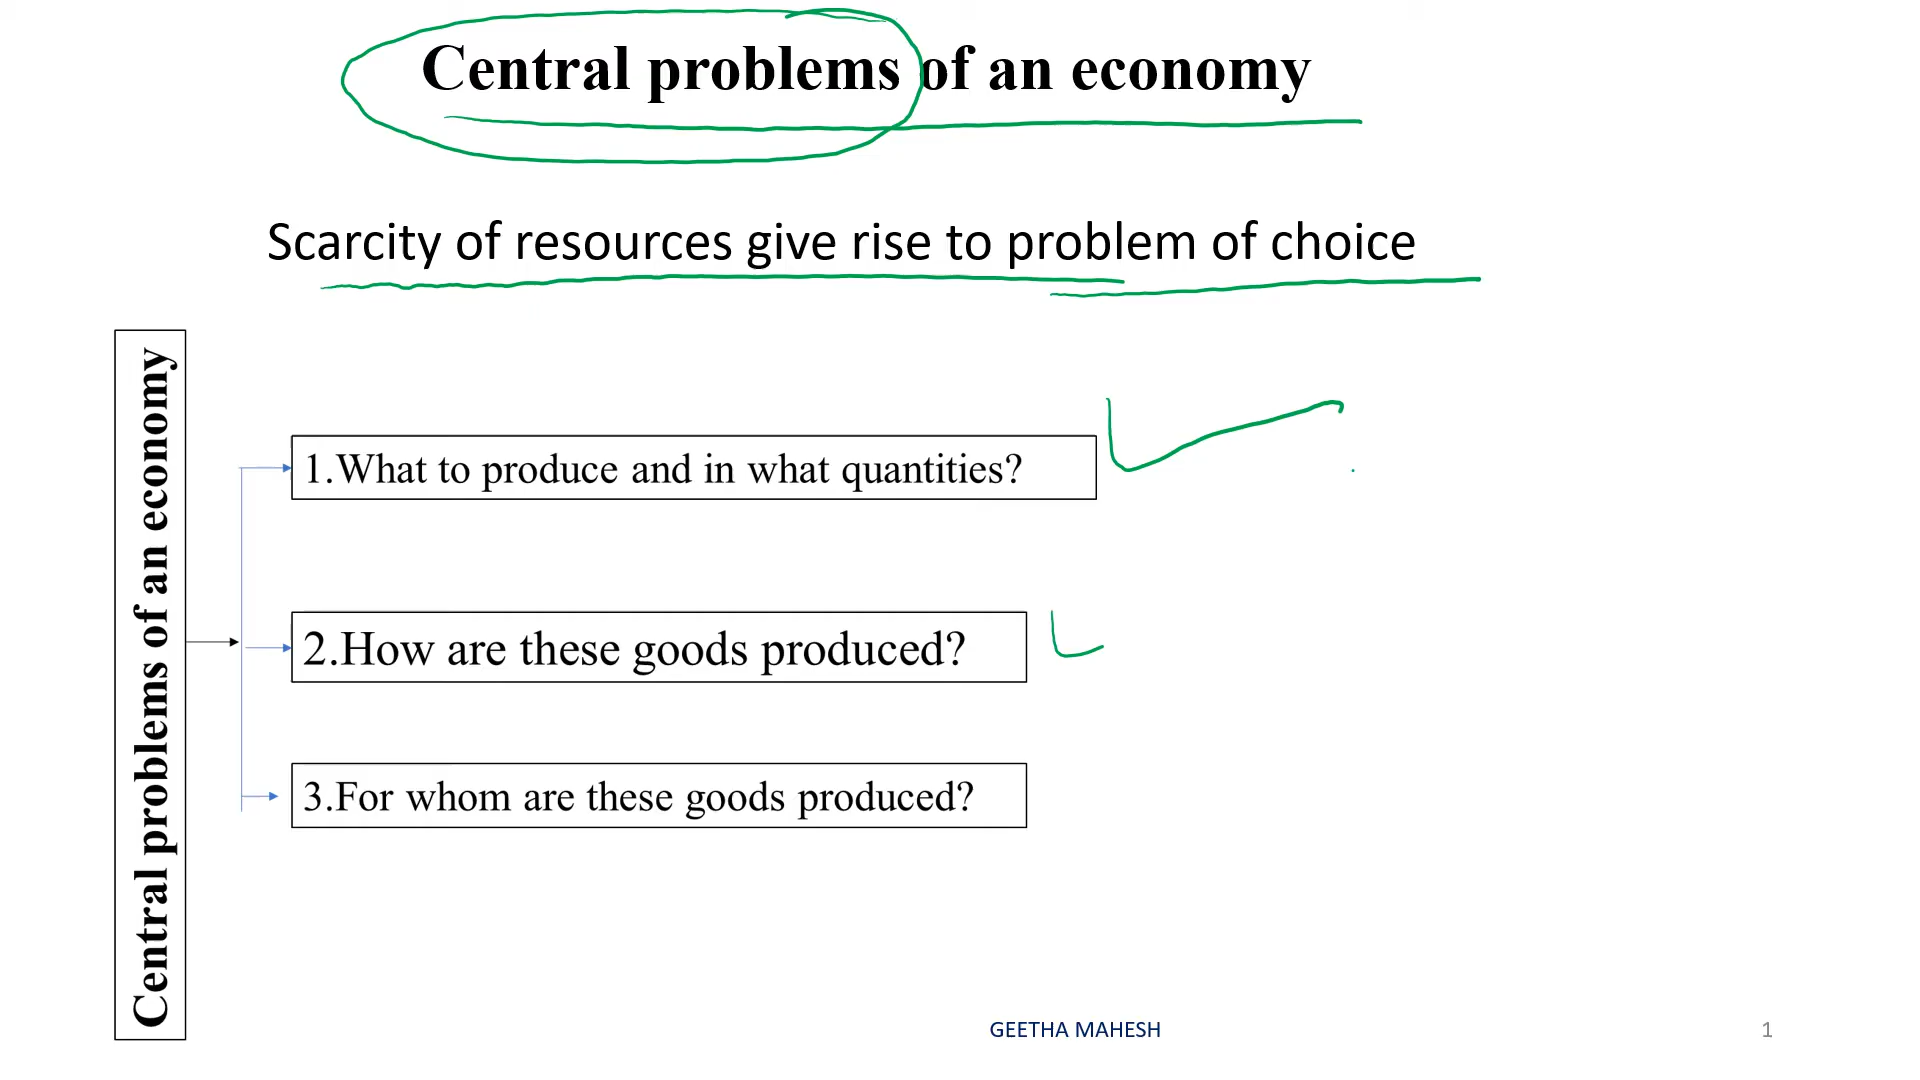 Central problems of an economy
Scarcity of resources give rise to problem of choice
Central problems of an economy
1.What to produce and in what quantities?
2.How are these goods produced?
3.For whom are these goods produced?
GEETHA MAHESH
1